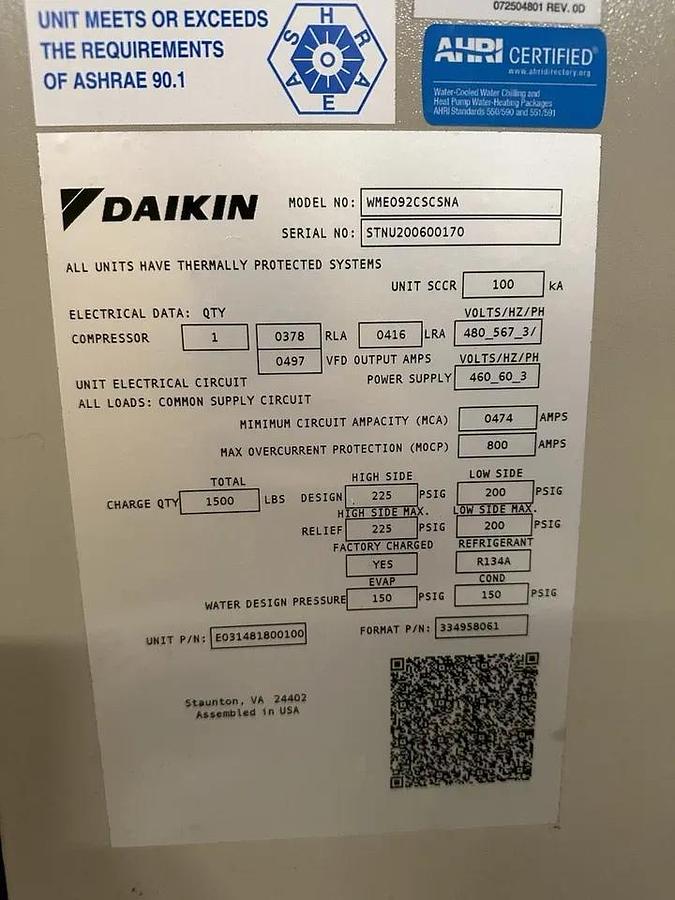 UNIT MEETS OR EXCEEDS
THE REQUIREMENTS
OF ASHRAE 90.1
ASHRAE
072504801 REV. 0D
AHRI CERTIFIED®
www.ahridirectory.org
Water-Cooled Water Chilling and
Heat Pump Water-Heating Packages
AHRI Standards 550/590 and 551/591
DAIKIN
MODEL NO: WME092CSCSNA
SERIAL NO: STNU200600170
ALL UNITS HAVE THERMALLY PROTECTED SYSTEMS
UNIT SCCR 100 kA
ELECTRICAL DATA: QTY VOLTS/HZ/PH
COMPRESSOR 1 0378 RLA 0416 LRA 480_567_3/
0497 VFD OUTPUT AMPS VOLTS/HZ/PH
UNIT ELECTRICAL CIRCUIT POWER SUPPLY 460_60_3
ALL LOADS: COMMON SUPPLY CIRCUIT
MIMIMUM CIRCUIT AMPACITY (MCA) 0474 AMPS
MAX OVERCURRENT PROTECTION (MOCP) 800 AMPS
TOTAL HIGH SIDE LOW SIDE
CHARGE QTY 1500 LBS DESIGN 225 PSIG 200 PSIG
HIGH SIDE MAX. LOW SIDE MAX.
RELIEF 225 PSIG 200 PSIG
FACTORY CHARGED REFRIGERANT
YES R134A
EVAP COND
WATER DESIGN PRESSURE 150 PSIG 150 PSIG
UNIT P/N: E031481800100 FORMAT P/N: 334958061
Staunton, VA 24402
Assembled in USA